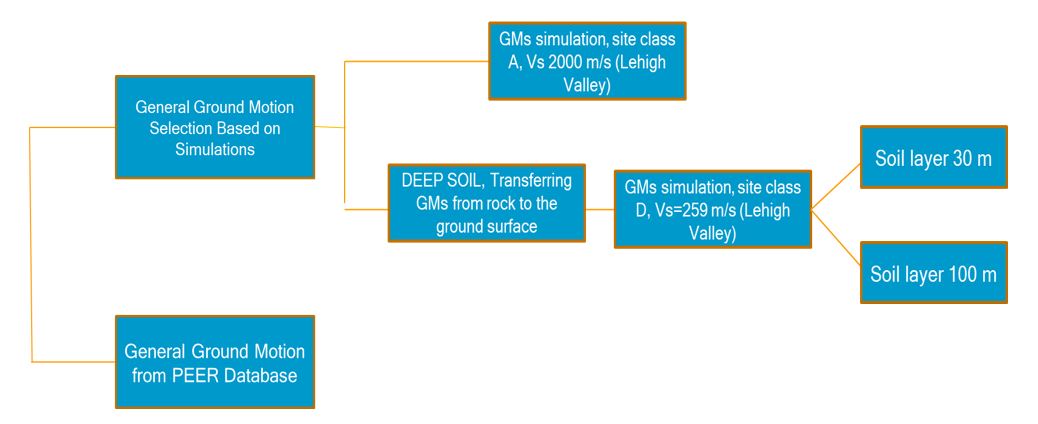 GMs simulation, site class
A, Vs 2000 m/s (Lehigh
Valley)
General Ground Motion
Selection Based on
Simulations
DEEP SOIL, Transferring
GMs from rock to the
ground surface
GMs simulation, site class
D, Vs=259 m/s (Lehigh
Valley)
Soil layer 30 m
Soil layer 100 m
General Ground Motion
from PEER Database